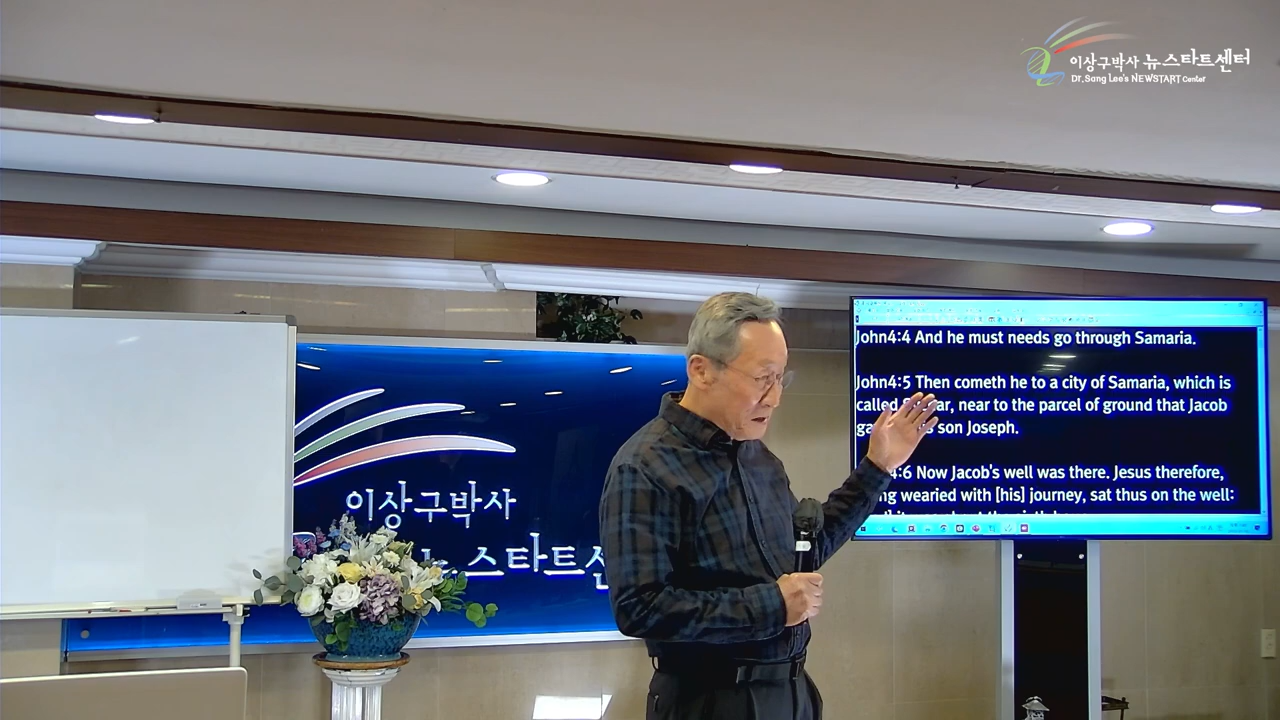 이상구박사 뉴스타트센터
Dr. Sang Lee's NEWSTART Center
John4:4 And he must needs go through Samaria.
John4:5 Then cometh he to a city of Samaria, which is
called, near to the parcel of ground that Jacob
son Joseph.
4:6 Now Jacob's well was there. Jesus therefore,
wearied with [his] journey, sat thus on the well:
이상구박사
스타트